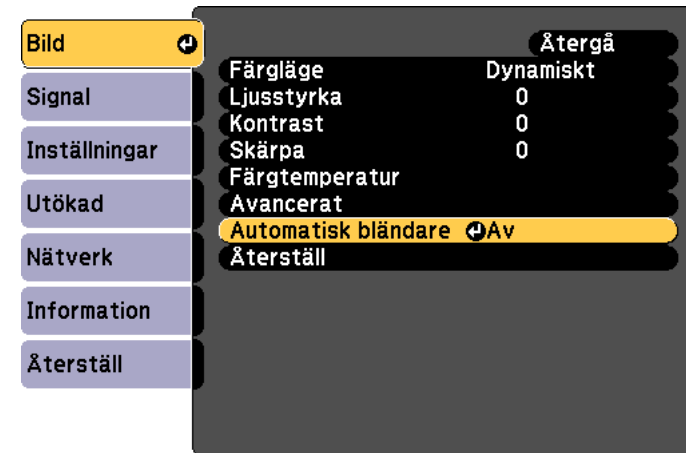 Bild
Signal
Inställningar
Utökad
Nätverk
Information
Återställ
Återgå
Färgläge Dynamiskt
Ljusstyrka 0
Kontrast 0
Skärpa 0
Färgtemperatur
Avancerat
Automatisk bländare Av
Återställ